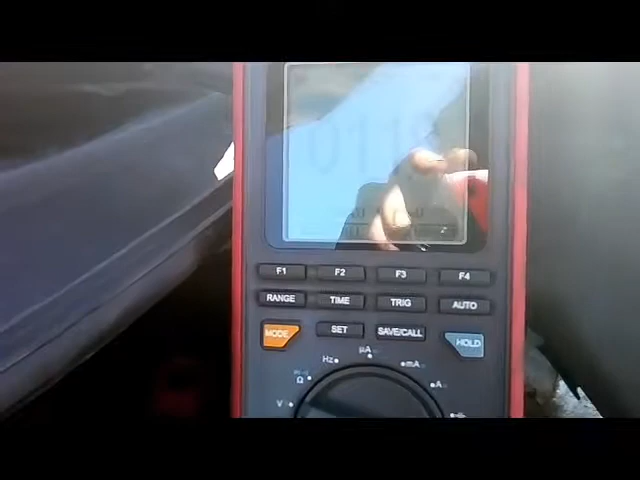 F1 F2 F3 F4
RANGE TIME TRIG AUTO
MODE SET SAVE/CALL HOLD
Hz µA mA
Ω A
V